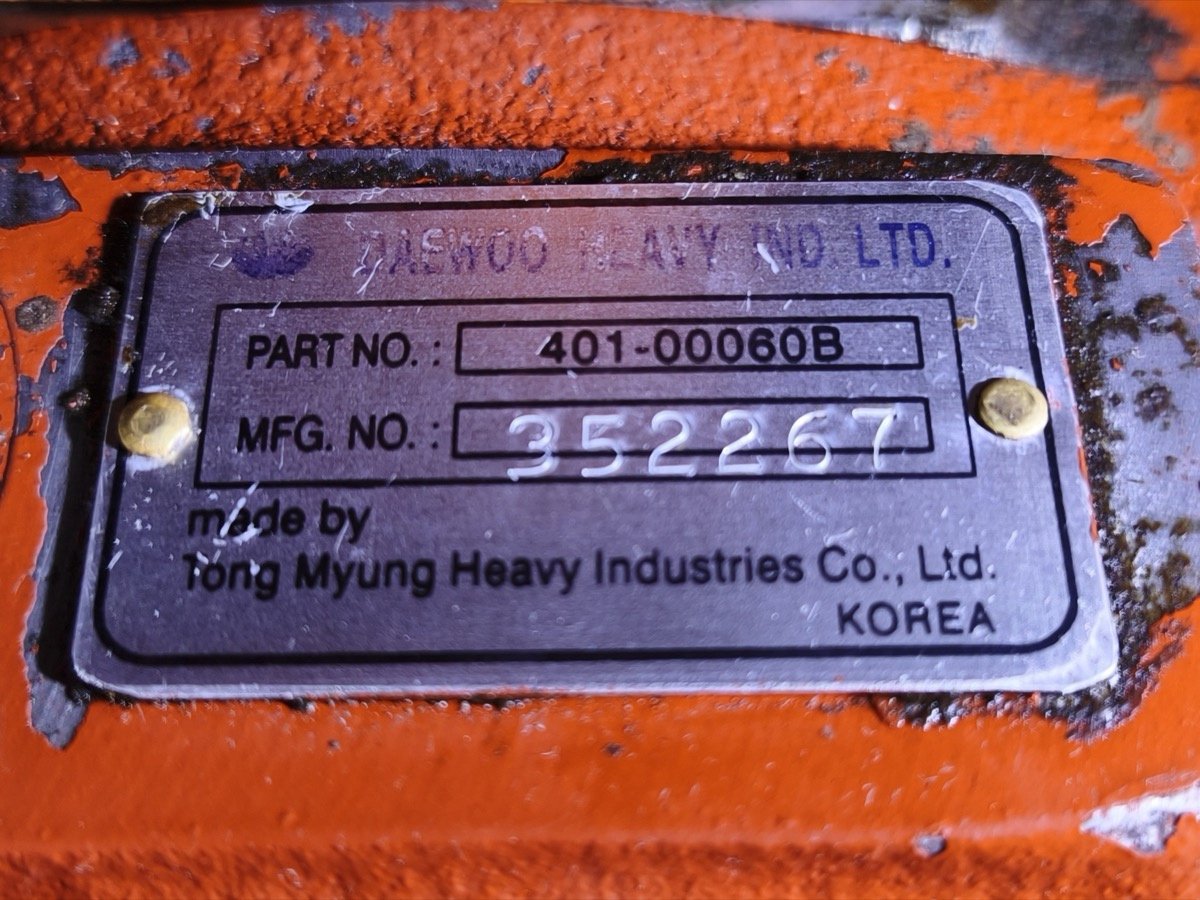 DAEWOO HEAVY IND. LTD.
PART NO. : 401-00060B
MFG. NO. : 352267
made by
Tong Myung Heavy Industries Co., Ltd.
KOREA